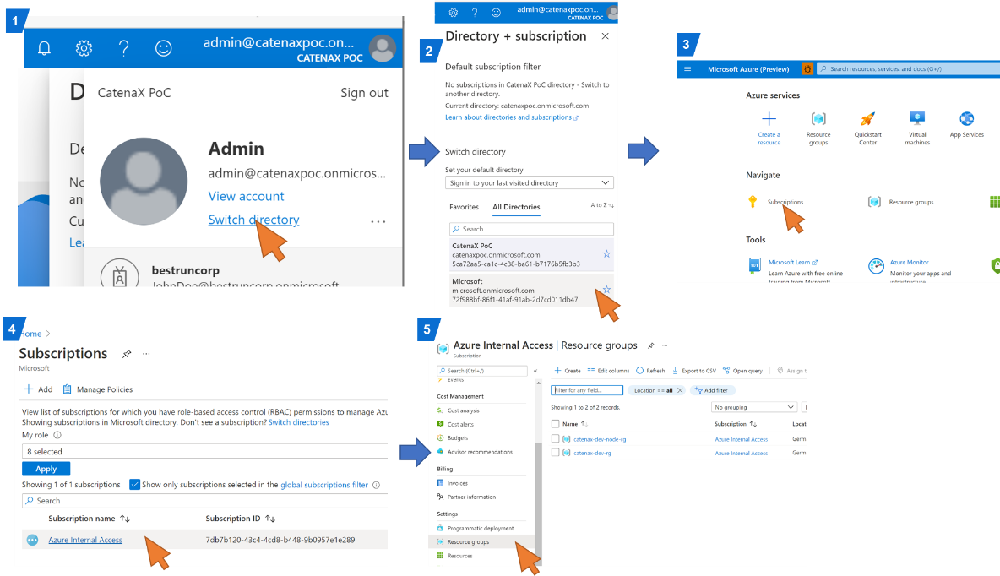 1
admin@catenaxpoc.on...
CATENAX POC
D
CatenaX PoC
Sign out
De
Admin
admin@catenaxpoc.onmicros...
No
an
View account
Cu
Switch directory
...
Lea
bestruncorp
JohnDoe@bestruncorp.onmicrosoft
2
admin@catenaxpoc.on...
CATENAX POC
Directory + subscription
Default subscription filter
No subscriptions in CatenaX PoC directory - Switch to
another directory.
Current directory: catenaxpoc.onmicrosoft.com
Learn about directories and subscriptions
Switch directory
Set your default directory
Sign in to your last visited directory
Favorites
All Directories
A to Z ↑↓
Search
CatenaX PoC
catenaxpoc.onmicrosoft.com
5ca72aa5-ca1c-4c88-ba61-b7176b5fb3b3
Microsoft
microsoft.onmicrosoft.com
72f988bf-86f1-41af-91ab-2d7cd011db47
3
Microsoft Azure (Preview)
Search resources, services, and docs (G+/)
Azure services
Create a
resource
Resource
groups
Quickstart
Center
Virtual
machines
App Services
Navigate
Subscriptions
Resource groups
Tools
101
Microsoft Learn
Learn Azure with free online
training from Microsoft
Azure Monitor
Monitor your apps and
infrastructure
4
Home >
Subscriptions
...
Microsoft
+ Add
Manage Policies
View list of subscriptions for which you have role-based access control (RBAC) permissions to manage Azu
Showing subscriptions in Microsoft directory. Don't see a subscription? Switch directories
My role
8 selected
Apply
Showing 1 of 1 subscriptions
Show only subscriptions selected in the global subscriptions filter
Search
Subscription name ↑↓
Subscription ID ↑↓
Azure Internal Access
7db7b120-43c4-4cd8-b448-9b0957e1e289
5
Azure Internal Access | Resource groups
...
Subscription
Search (Ctrl+/)
«
Events
Cost Management
Cost analysis
Cost alerts
Budgets
Advisor recommendations
Billing
Invoices
Partner information
Settings
Programmatic deployment
Resource groups
Resources
+ Create
Edit columns
Refresh
Export to CSV
Open query
Assign t
Filter for any field...
Location == all
Add filter
Showing 1 to 2 of 2 records.
No grouping
L
Name ↑↓
Subscription ↑↓
Locati
catenax-dev-node-rg
Azure Internal Access
Germa
catenax-dev-rg
Azure Internal Access
Germa